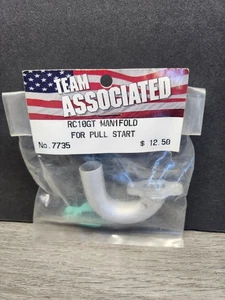 TEAM
ASSOCIATED
RC10GT MANIFOLD
FOR PULL START
No. 7735 $ 12.50